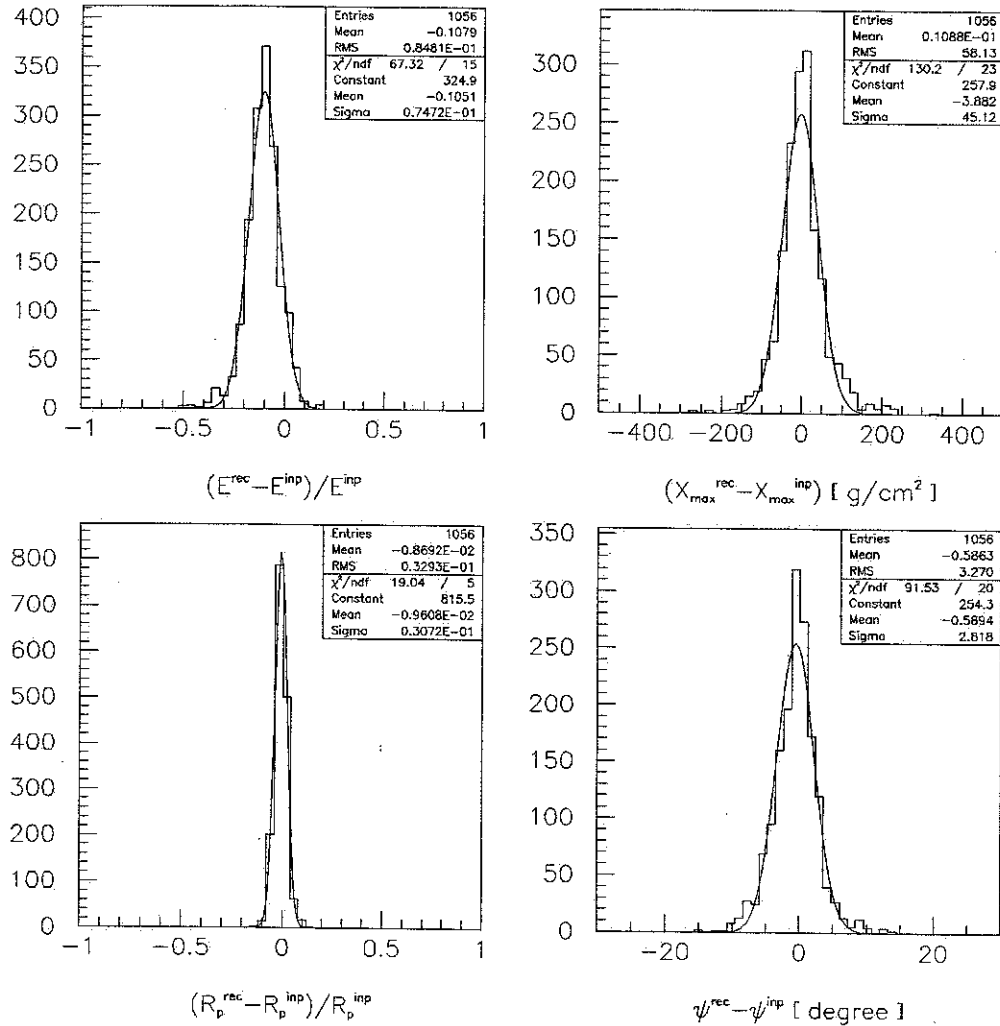 400
350
300
250
200
150
100
50
0
-1
-0.5
0
0.5
1
Entries 1056
Mean -0.1079
RMS 0.8481E-01
χ²/ndf 67.32 / 15
Constant 324.9
Mean -0.1051
Sigma 0.7472E-01
(E^rec-E^inp)/E^inp
300
250
200
150
100
50
0
-400
-200
0
200
400
Entries 1056
Mean 0.1088E-01
RMS 58.13
χ²/ndf 130.2 / 23
Constant 257.9
Mean -3.882
Sigma 45.12
(X_max^rec-X_max^inp) [ g/cm² ]
800
700
600
500
400
300
200
100
0
-1
-0.5
0
0.5
1
Entries 1056
Mean -0.8692E-02
RMS 0.3293E-01
χ²/ndf 19.04 / 5
Constant 815.5
Mean -0.9608E-02
Sigma 0.3072E-01
(R_p^rec-R_p^inp)/R_p^inp
350
300
250
200
150
100
50
0
-20
0
20
Entries 1056
Mean -0.5863
RMS 3.270
χ²/ndf 91.53 / 20
Constant 254.3
Mean -0.5694
Sigma 2.818
ψ^rec-ψ^inp [ degree ]